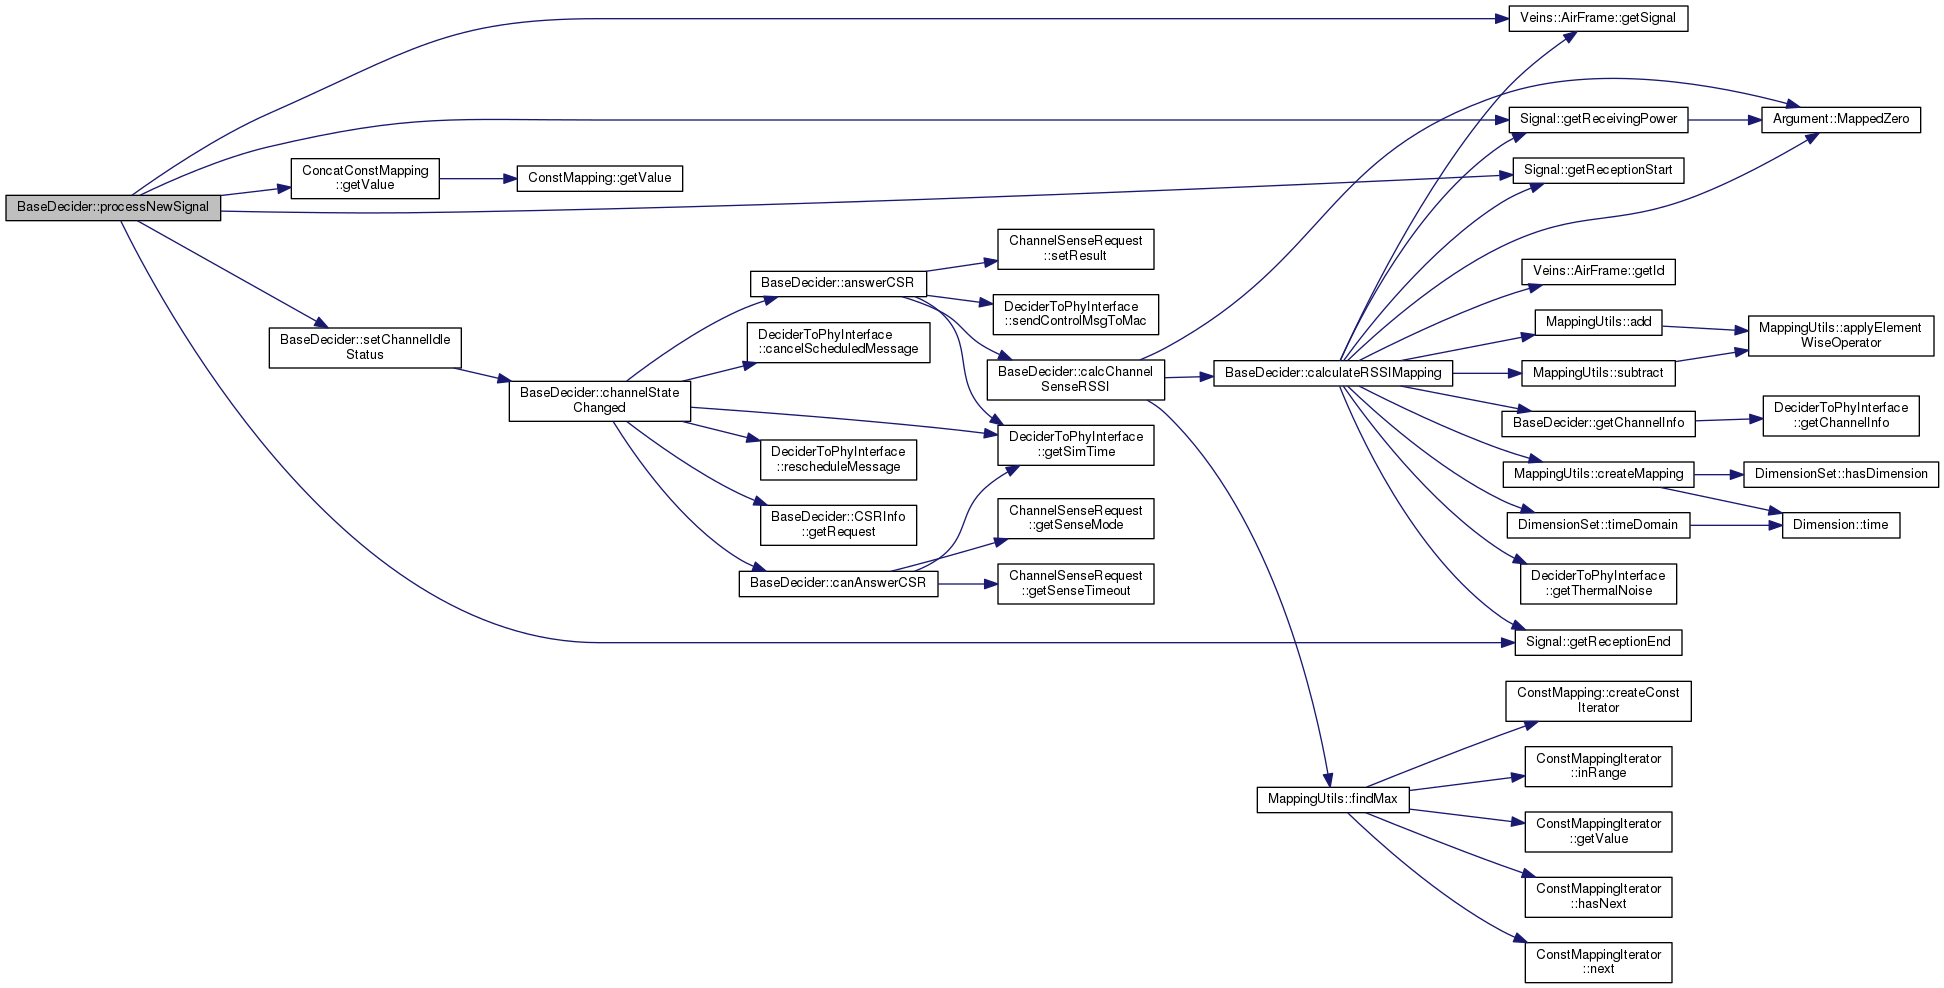 BaseDecider::processNewSignal
ConcatConstMapping
::getValue
BaseDecider::setChannelIdle
Status
ConstMapping::getValue
BaseDecider::channelState
Changed
BaseDecider::answerCSR
DeciderToPhyInterface
::cancelScheduledMessage
DeciderToPhyInterface
::rescheduleMessage
BaseDecider::CSRInfo
::getRequest
BaseDecider::canAnswerCSR
ChannelSenseRequest
::setResult
DeciderToPhyInterface
::sendControlMsgToMac
BaseDecider::calcChannel
SenseRSSI
DeciderToPhyInterface
::getSimTime
ChannelSenseRequest
::getSenseMode
ChannelSenseRequest
::getSenseTimeout
BaseDecider::calculateRSSIMapping
MappingUtils::findMax
Veins::AirFrame::getSignal
Signal::getReceivingPower
Signal::getReceptionStart
Veins::AirFrame::getId
MappingUtils::add
MappingUtils::subtract
BaseDecider::getChannelInfo
MappingUtils::createMapping
DimensionSet::timeDomain
DeciderToPhyInterface
::getThermalNoise
Signal::getReceptionEnd
ConstMapping::createConst
Iterator
ConstMappingIterator
::inRange
ConstMappingIterator
::getValue
ConstMappingIterator
::hasNext
ConstMappingIterator
::next
Argument::MappedZero
MappingUtils::applyElement
WiseOperator
DeciderToPhyInterface
::getChannelInfo
DimensionSet::hasDimension
Dimension::time